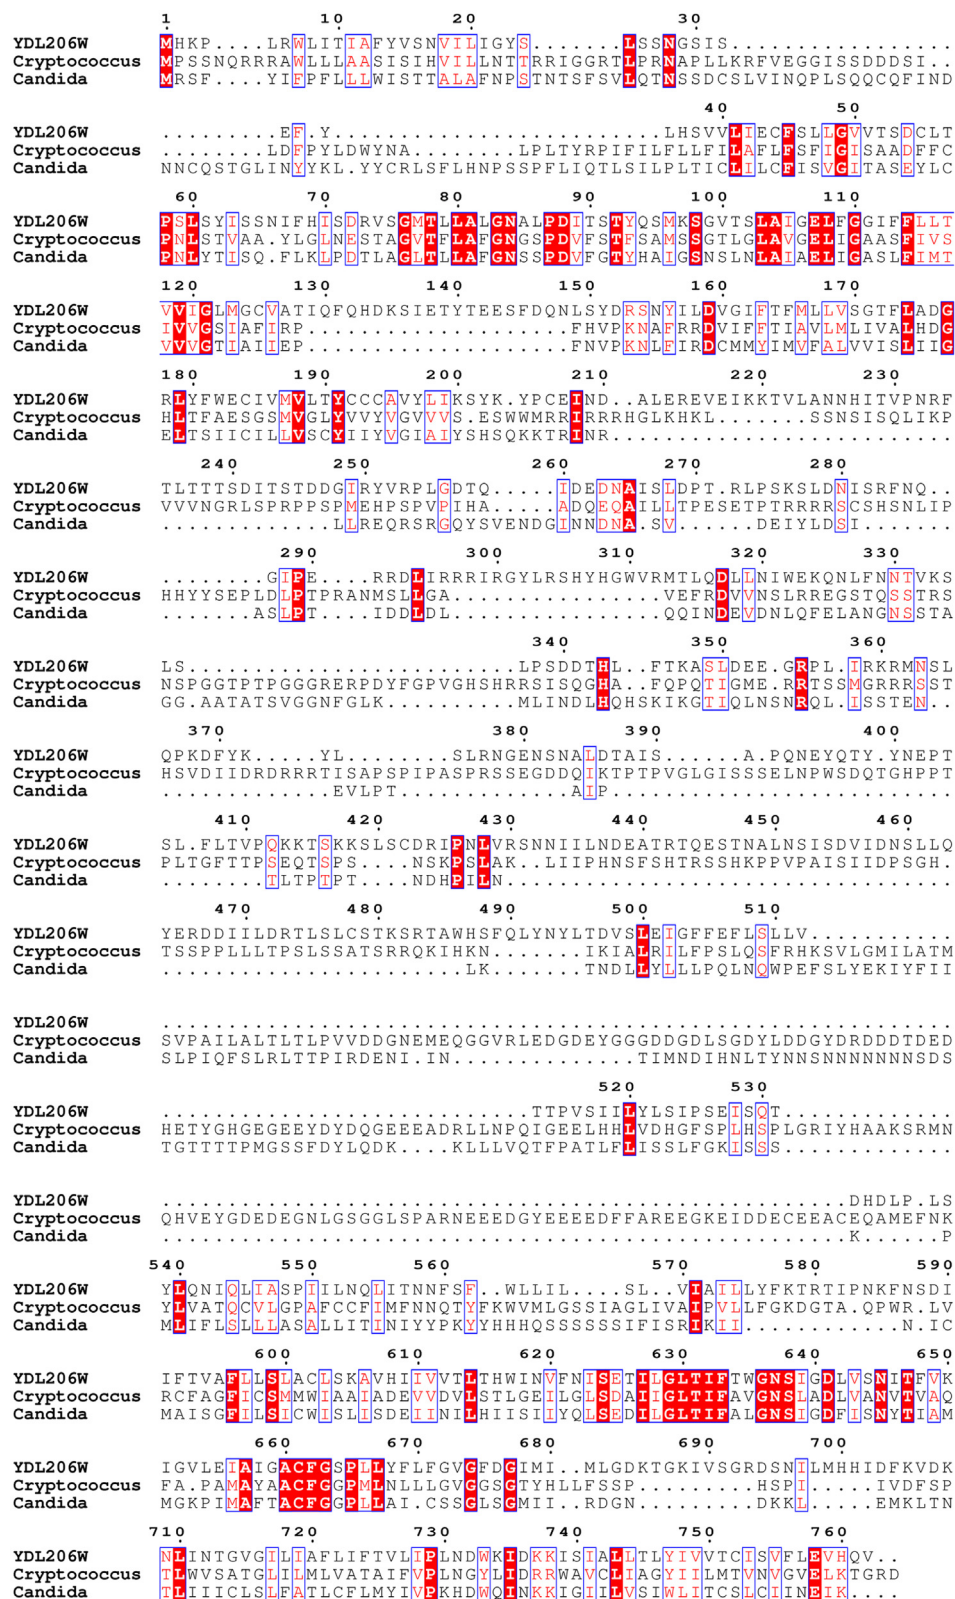 1 10 20 30
YDL206W MHKP....LRWLITIAFYVSNVILIGYS.......LSSNGSIS.................
Cryptococcus MPSSNQRRRAWLLLAASISIHVILLNTTRRIGGRTLPRNAPLLKRFVEGGISSDDDSI..
Candida MRSF....YIFPFLLLWISTTALAFNPSTNTSFSVLQTNSSDCSLVINQPLSQQCQFIND
40 50
YDL206W .........EF.Y.....................LHSVVLIECFSLLGVVTSDCLT
Cryptococcus ........LDFPYLDWYNA........LPLTYRPIFILFLLFILAFLFSFIGISAADFFC
Candida NNCQSTGLINYYKL.YYCRLSFLHNPSSPFLIQTLSILPLTICLILCFISVGITASEYLC
60 70 80 90 100 110
YDL206W PSLSYISSNIFHISDRVSGMTLLALGNALPDITSTYQSMKSGVTSLAIGELFGGIFFLLT
Cryptococcus PNLSTVAA.YLGLNESTAGVTFLAFGNGSPDVFSTFSAMSSGTLGLAVGELIGAASFIVS
Candida PNLYTISQ.FLKLPDTLAGLTLLAFGNSSPDVFGTYHAIGSNSLNLAIAELIGASLFIMT
120 130 140 150 160 170
YDL206W VVIGLMGCVATIQFQHDKSIETYTEESFDQNLSYDRSNYILDVGIFTFMLLVSGTFLADG
Cryptococcus IVVGSIAFIRP....................FHVPKNAFRRDVIFFTIAVLMLIVALHDG
Candida VVVGTIAIIEP....................FNVPKNLFIRDCMMYIMVFALVVISLIIG
180 190 200 210 220 230
YDL206W RLYFWECIVMVLTYCCCAVYLIKSYK.YPCEIND.ALEREVEIKKTVLANNHITVPNRF
Cryptococcus HLTFAESGSMVGLYVVYVGVVVS.ESWWMRRIRRRHGLKHKL....SSNSISQLIKP
Candida ELTSIICILLVSCYIIYVGIAIYSHSQKKTRINR..........................
240 250 260 270 280
YDL206W TLTTTSDITSTDDGIRYVRPLGDTQ.....IDEDNAISLDPT.RLPSKSLDNISRFNQ..
Cryptococcus VVVNGRLSPRPPSPMEHPSPVPIHA.....ADQEQAILLTPESETPTRRRRSCSHSNLIP
Candida ..............LLREQRSRGQYSVENDGINNDNA.SV......DEIYLDSI......
290 300 310 320 330
YDL206W .......GIPE....RRDLIRRRIRGYLRSHYHGWVRMTLQDLLNIWEKQNLFNNTVKS
Cryptococcus HHYYSEPLDLPTPRANMSLLGA..............VEFRDVVNSLRREGSTQSSTRS
Candida .......ASLPT....IDDLDL..............QQINDEVDNLQFELANGNSSTA
340 350 360
YDL206W LS......................LPSDDTHL..FTKASLDEE.GRPL.IRKRMNSL
Cryptococcus NSPGGTPTPGGGRERPDYFGPVGHSHRRSISQGHA..FQPQTIGME.RRTSSMGRRRSST
Candida GG.AATATSVGGNFGLK.........MLINDLHQHSKIKGTIQLNSNRQL.ISSTEN..
370 380 390 400
YDL206W QPKDFYK......YL.........SLRNGENSNALDTAIS.....A.PQNEYQTY.YNEPT
Cryptococcus HSVDIIDRDRRRTISAPSPIPASPRSSEGDDQIKTPTPVGLGISSSELNPWSDQTGHPPT
Candida .............EVLPT...........AIP............................
410 420 430 440 450 460
YDL206W SL.FLTVPQKKTSKKSLSCDRIPNLVRSNNIILNDEATRTQESTNALNSISDVIDNSLLQ
Cryptococcus PLTGFTTPSEQTSPS....NSKPSLAK..LIIPHNSFSHTRSSHKPPVPAISIIDPSGH.
Candida ........TLTPTPT....NDHPILN..................................
470 480 490 500 510
YDL206W YERDDIILDRTLSLCSTKSRTAWHSFQLYNYLTDVSLEIGFFEFLSLLV...........
Cryptococcus TSSPPLLLTPSLSSATSRRQKIHKN.......IKIALRILFPSLQSFRHKSVLGMILATM
Candida .......................LK.......TNDLLYLLLPQLNQWPEFSLYEKIYFII
YDL206W ............................................................
Cryptococcus SVPAILALTLTLPVVDDGNEMEQGGVRLEDGDEYGGGDDGDLSGDYLDDGYDRDDDTDED
Candida SLPIQFSLRLTTPIRDENI.IN..............TIMNDIHNLTYNNSNNNNNNNSDS
520 530
YDL206W ............................TTPVSIILYLSIPSEISQT.............
Cryptococcus HETYGHGEGEEYDYDQGEEEADRLLNPQIGEELHHLVDHGFSPLHSPLGRIYHAAKSRMN
Candida TGTTTTPMGSSFDYLQDK....KLLLVQTFPATLFLISSLFGKISSS.............
YDL206W ....................................................DHDLP.LS
Cryptococcus QHVEYGDEDEGNLGSGGLSPARNEEEDGYEEEEDFFAREEGKEIDDECEEACEQAMEFNK
Candida ....................................................K......P
540 550 560 570 580 590
YDL206W YLQNIQLIASPIILNQLITNNFSF..WLLIL...SL..VIAILLYFKTRTIPNKFNSDI
Cryptococcus YLVATQCVLGPAFCCFIMFNNQTYFKWVMLGSSIAGLIVAIPVLLFGKDGTA.QPWR.LV
Candida MLIFLSLLLASALLITTINIYYPKYYHHHQSSSSSSIFISRIKII...........N.IC
600 610 620 630 640 650
YDL206W IFTVAFLLSLACLSKAVHIIVVTLTHWINVFNISETILGLTIFTWGNSIGDLVSNITFVK
Cryptococcus RCFAGFICSMMWIAAIADEVVDVLSTLGEILGLSDAIIGLTIFAVGNSLADLVANVTVAQ
Candida MAISGFILSICWISLISDEIINILHIISIIYQLSEDILGLTIFALGNSIGDFISNYTIAM
660 670 680 690 700
YDL206W IGVLEIAIGACFGSPLLYFLFGVGFDGIMI..MLGDKTGKIVSGRDSNILMHHIDFKVDK
Cryptococcus FA.PAMAYAACFGGPMLNLLLGVGGSGTYHLLFSSP..........HSPI....IVDFSP
Candida MGKPIMAFTACFGGPLLAI.CSSGLSGMII..RDGN.........DKKL....EMKLTN
710 720 730 740 750 760
YDL206W NLINTGVGILIAFLIFTVLIPLNDWKIDKKISIALLTLYIVVTCISVFLEVHQV..
Cryptococcus TLWVSATGLILMLVATAIFVPLNGYLIDRRWAVCLIAGYYILMTVNVGVELKTGRD
Candida TLIIICLSLFATLCFLMYIVPKHDWQINKKIGIILVSIWLITCSLCIINEIK....